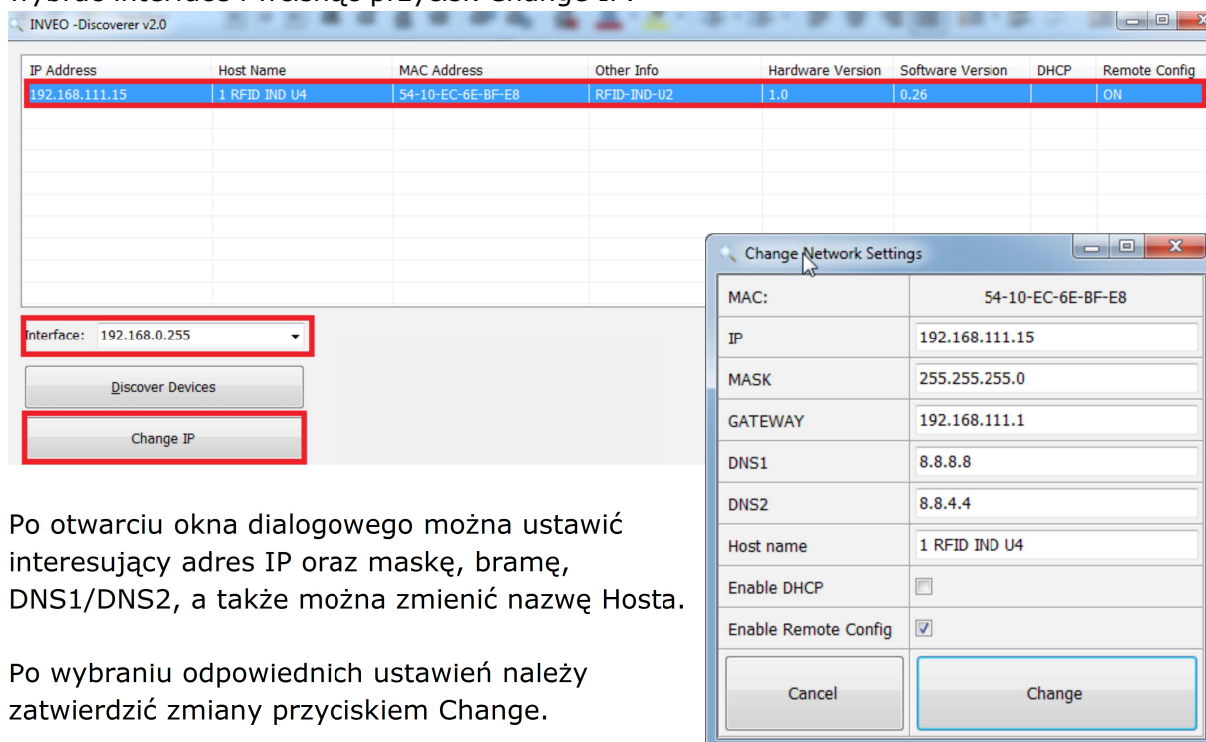 wybrać interface i wcisnąć przycisk Change IP.
INVEO -Discoverer v2.0
IP Address Host Name MAC Address Other Info Hardware Version Software Version DHCP Remote Config
192.168.111.15 1 RFID IND U4 54-10-EC-6E-BF-E8 RFID-IND-U2 1.0 0.26 ON
Interface: 192.168.0.255
Discover Devices
Change IP
Change Network Settings
MAC: 54-10-EC-6E-BF-E8
IP 192.168.111.15
MASK 255.255.255.0
GATEWAY 192.168.111.1
DNS1 8.8.8.8
DNS2 8.8.4.4
Host name 1 RFID IND U4
Enable DHCP
Enable Remote Config
Cancel Change
Po otwarciu okna dialogowego można ustawić
interesujący adres IP oraz maskę, bramę,
DNS1/DNS2, a także można zmienić nazwę Hosta.
Po wybraniu odpowiednich ustawień należy
zatwierdzić zmiany przyciskiem Change.